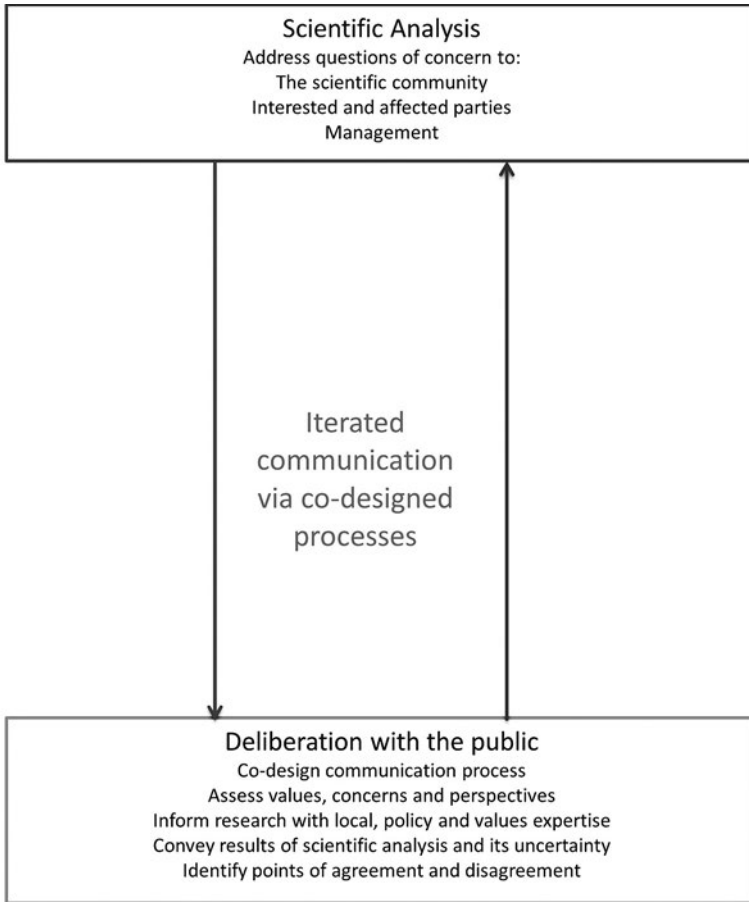 Scientific Analysis
Address questions of concern to:
The scientific community
Interested and affected parties
Management
Iterated
communication
via co-designed
processes
Deliberation with the public
Co-design communication process
Assess values, concerns and perspectives
Inform research with local, policy and values expertise
Convey results of scientific analysis and its uncertainty
Identify points of agreement and disagreement